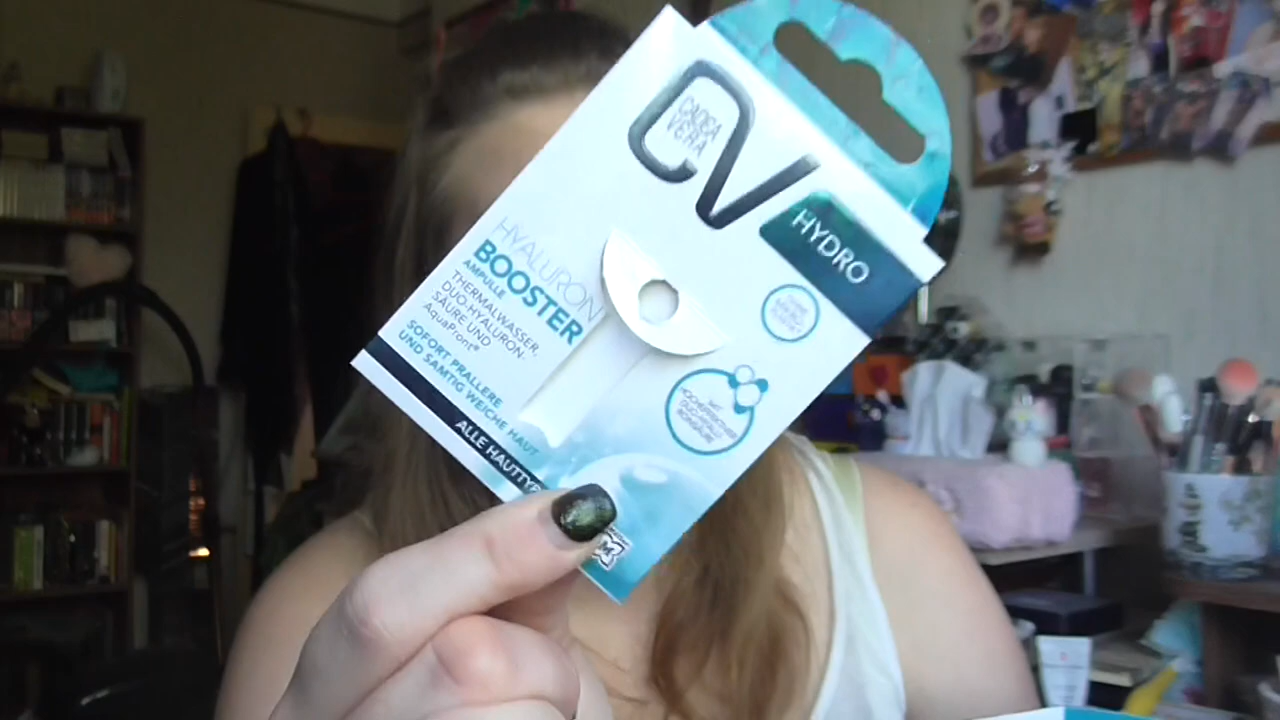 CV
CADEA
VERA
HYDRO
HYALURON
BOOSTER
AMPULLE
THERMALWASSER,
DUO-HYALURON-
SÄURE UND
AquaPront®
SOFORT PRALLERE
UND SAMTIG WEICHE HAUT
ALLE HAUTTYP